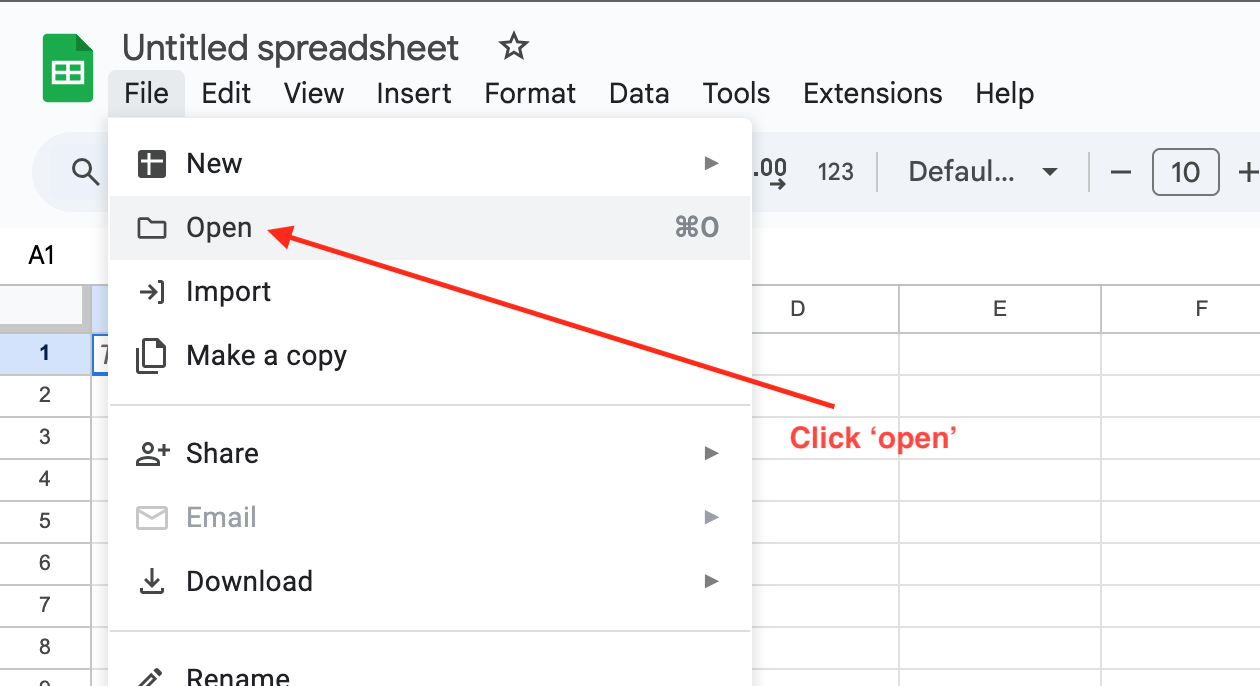 Untitled spreadsheet
File Edit View Insert Format Data Tools Extensions Help
New
.00 123 Defaul... 10
Open ⌘O
A1
Import
D E F
1
Make a copy
2
3
Click ‘open’
Share
4
5
Email
6
Download
7
8
Rename